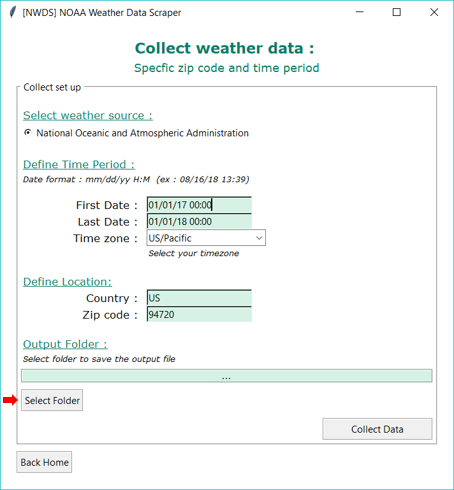 [NWDS] NOAA Weather Data Scraper
Collect weather data :
Specfic zip code and time period
Collect set up
Select weather source :
National Oceanic and Atmospheric Administration
Define Time Period :
Date format : mm/dd/yy H:M (ex : 08/16/18 13:39)
First Date : 01/01/17 00:00
Last Date : 01/01/18 00:00
Time zone : US/Pacific
Select your timezone
Define Location:
Country : US
Zip code : 94720
Output Folder :
Select folder to save the output file
...
Select Folder
Collect Data
Back Home